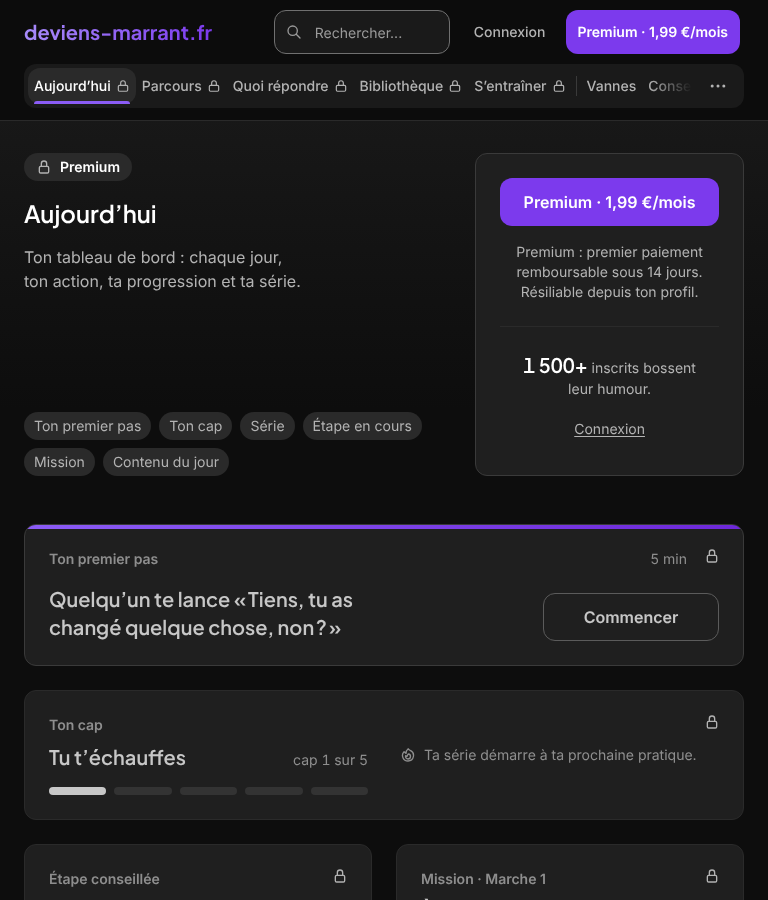 deviens-marrant.fr
Rechercher...
Connexion
Premium · 1,99 €/mois
Aujourd’hui
Parcours
Quoi répondre
Bibliothèque
S’entraîner
Vannes
Conse
Premium
Aujourd’hui
Ton tableau de bord : chaque jour,
ton action, ta progression et ta série.
Ton premier pas
Ton cap
Série
Étape en cours
Mission
Contenu du jour
Premium · 1,99 €/mois
Premium : premier paiement
remboursable sous 14 jours.
Résiliable depuis ton profil.
1 500+ inscrits bossent
leur humour.
Connexion
Ton premier pas
5 min
Quelqu’un te lance « Tiens, tu as
changé quelque chose, non ? »
Commencer
Ton cap
Tu t’échauffes
cap 1 sur 5
Ta série démarre à ta prochaine pratique.
Étape conseillée
Mission · Marche 1